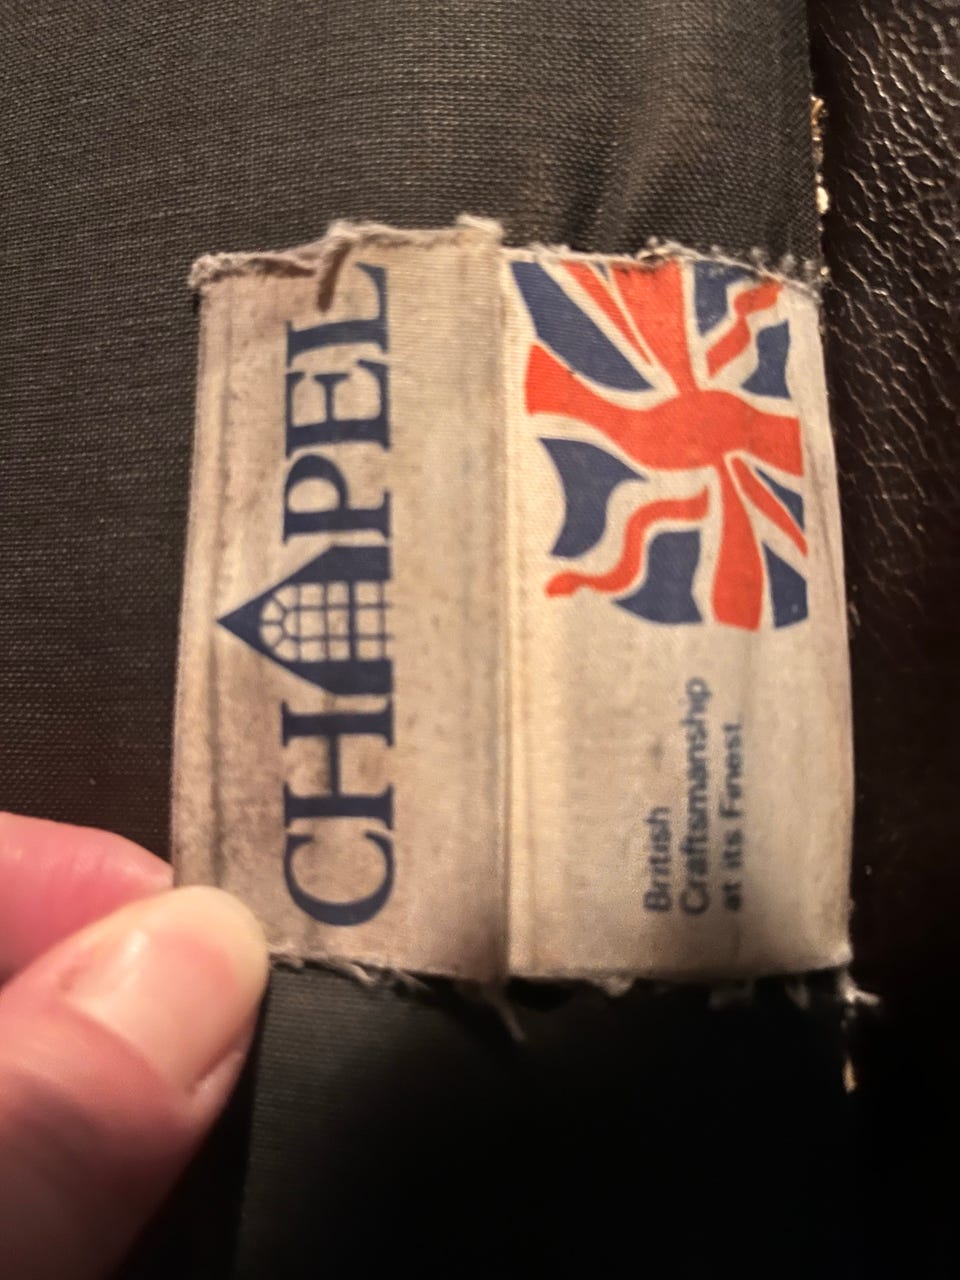 CHAPEL
British
Craftsmanship
at its Finest